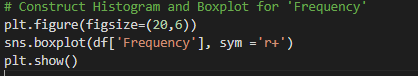 # Construct Histogram and Boxplot for 'Frequency'
plt.figure(figsize=(20,6))
sns.boxplot(df['Frequency'], sym ='r+')
plt.show()